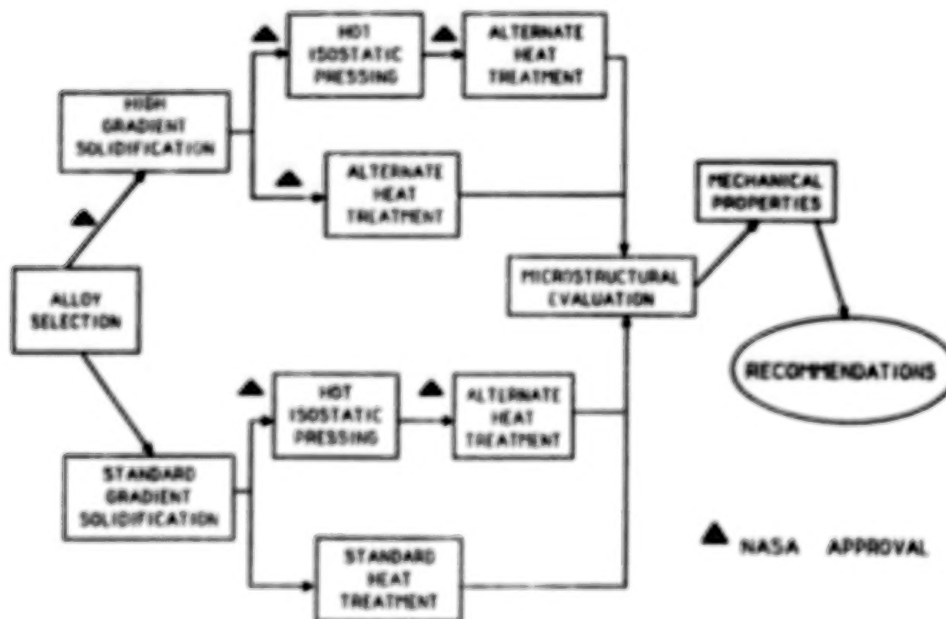 HOT
ISOSTATIC
PRESSING
ALTERNATE
HEAT
TREATMENT
HIGH
GRADIENT
SOLIDIFICATION
ALTERNATE
HEAT
TREATMENT
MECHANICAL
PROPERTIES
ALLOY
SELECTION
MICROSTRUCTURAL
EVALUATION
RECOMMENDATIONS
HOT
ISOSTATIC
PRESSING
ALTERNATE
HEAT
TREATMENT
STANDARD
GRADIENT
SOLIDIFICATION
STANDARD
HEAT
TREATMENT
NASA APPROVAL